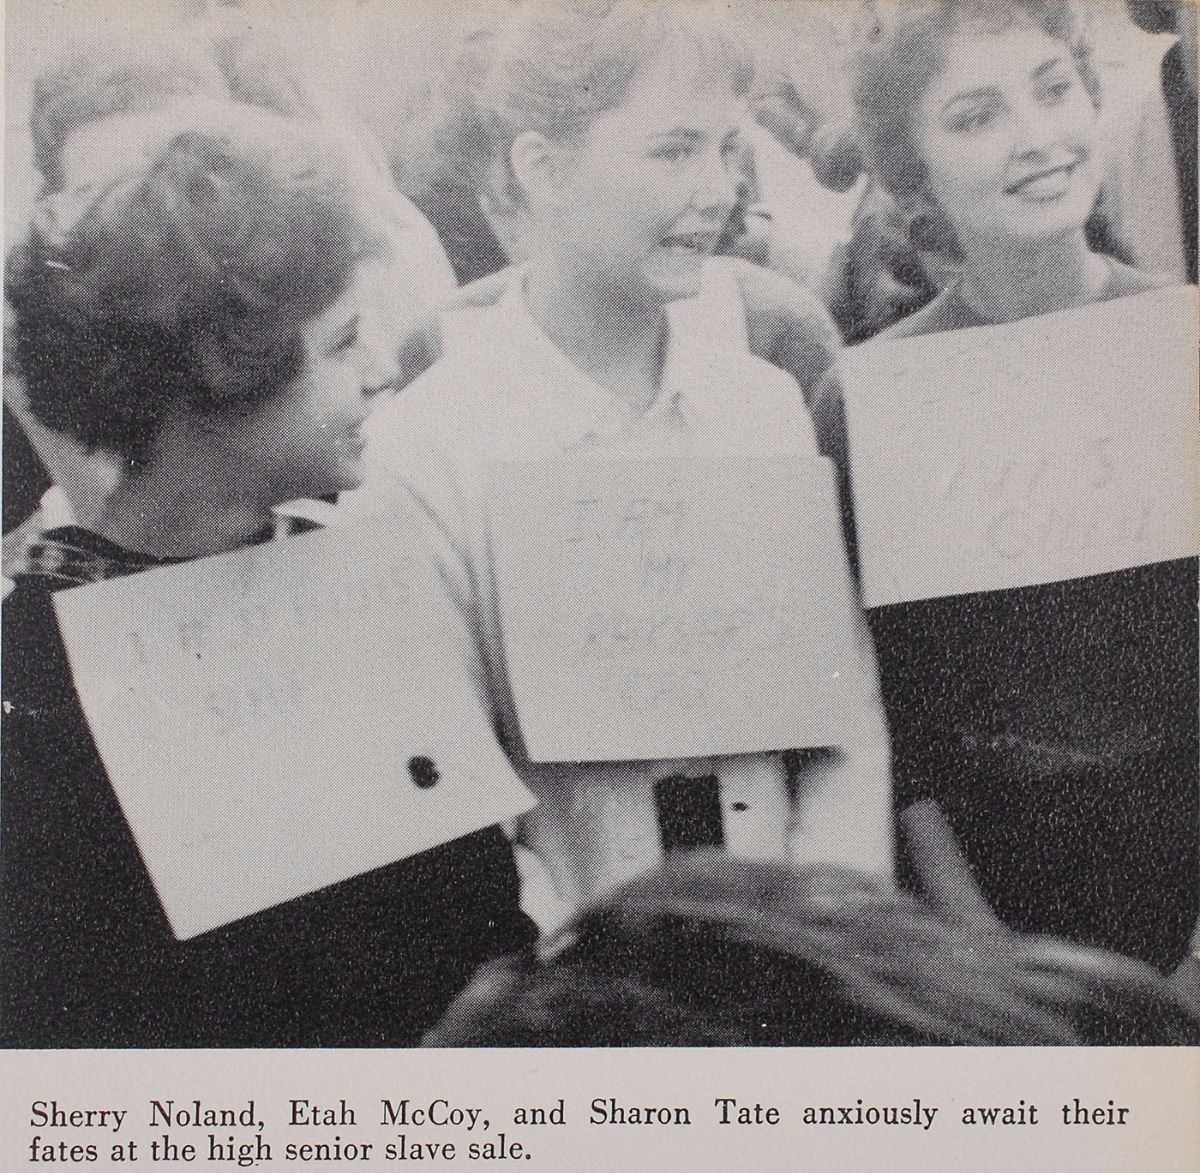 Sherry Noland, Etah McCoy, and Sharon Tate anxiously await their
fates at the high senior slave sale.